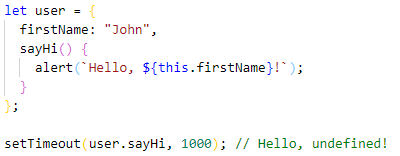 let user = {
  firstName: "John",
  sayHi() {
    alert(`Hello, ${this.firstName}!`);
  }
};

setTimeout(user.sayHi, 1000); // Hello, undefined!